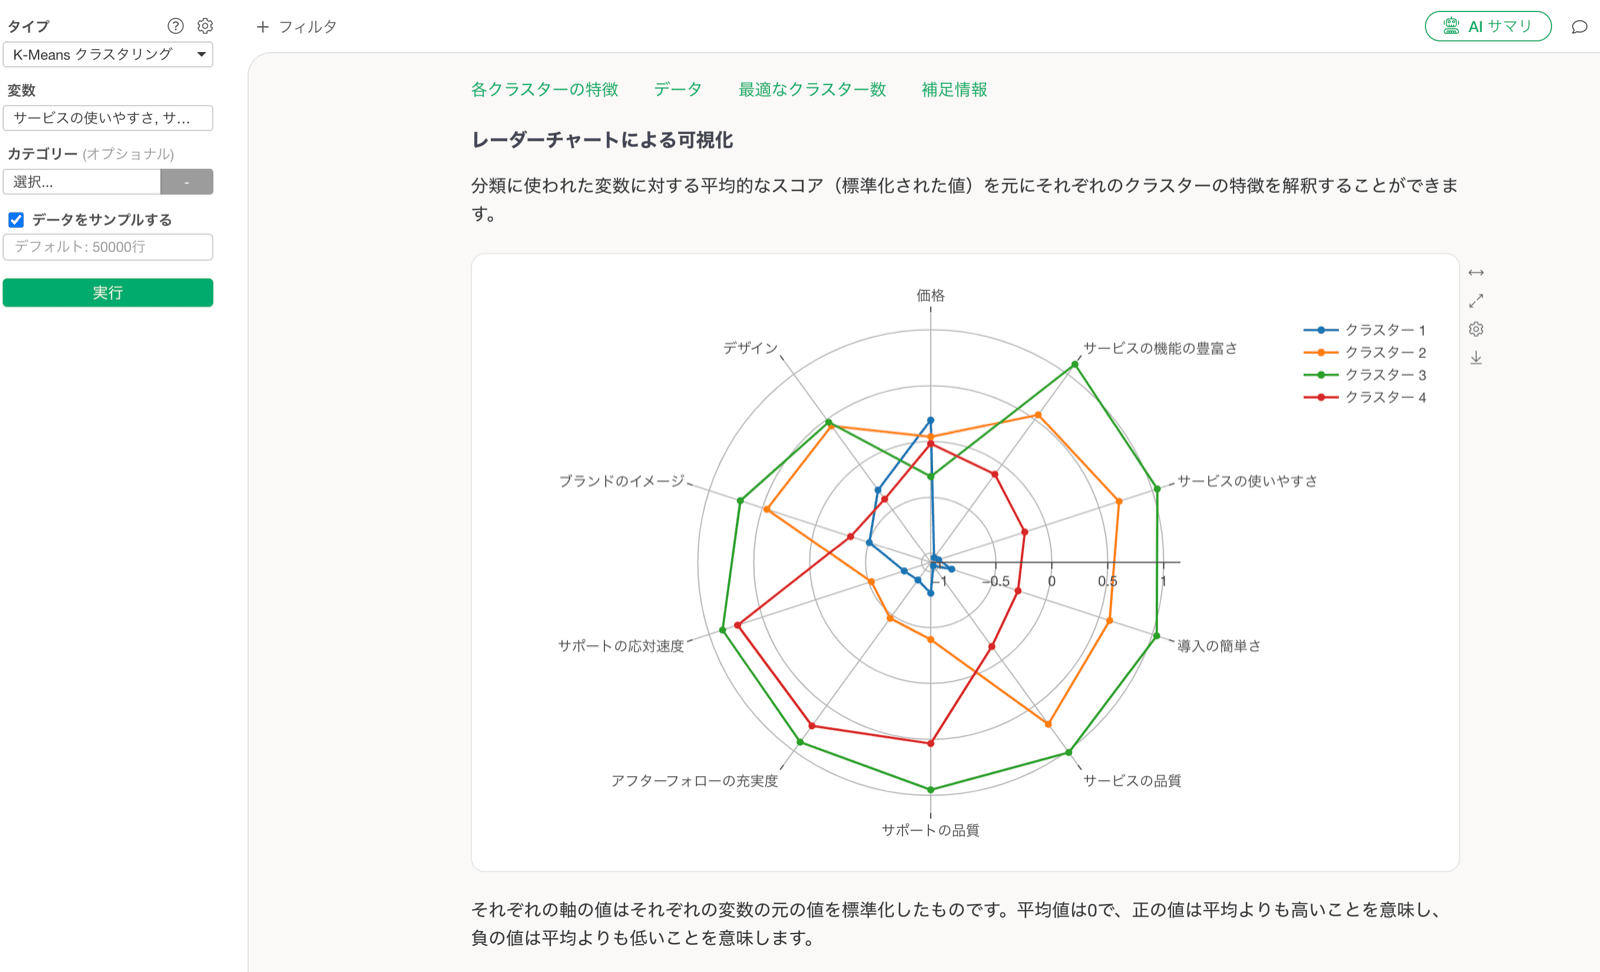 タイプ
K-Means クラスタリング
変数
サービスの使いやすさ, サ...
カテゴリー (オプショナル)
選択...
-
データをサンプルする
デフォルト: 50000行
実行
+ フィルタ
AI サマリ
各クラスターの特徴 データ 最適なクラスター数 補足情報
レーダーチャートによる可視化
分類に使われた変数に対する平均的なスコア（標準化された値）を元にそれぞれのクラスターの特徴を解釈することができま
す。
価格
デザイン
サービスの機能の豊富さ
ブランドのイメージ
サービスの使いやすさ
-1 −0.5 0 0.5 1
サポートの応対速度
導入の簡単さ
アフターフォローの充実度
サービスの品質
サポートの品質
クラスター 1
クラスター 2
クラスター 3
クラスター 4
それぞれの軸の値はそれぞれの変数の元の値を標準化したものです。平均値は0で、正の値は平均よりも高いことを意味し、
負の値は平均よりも低いことを意味します。